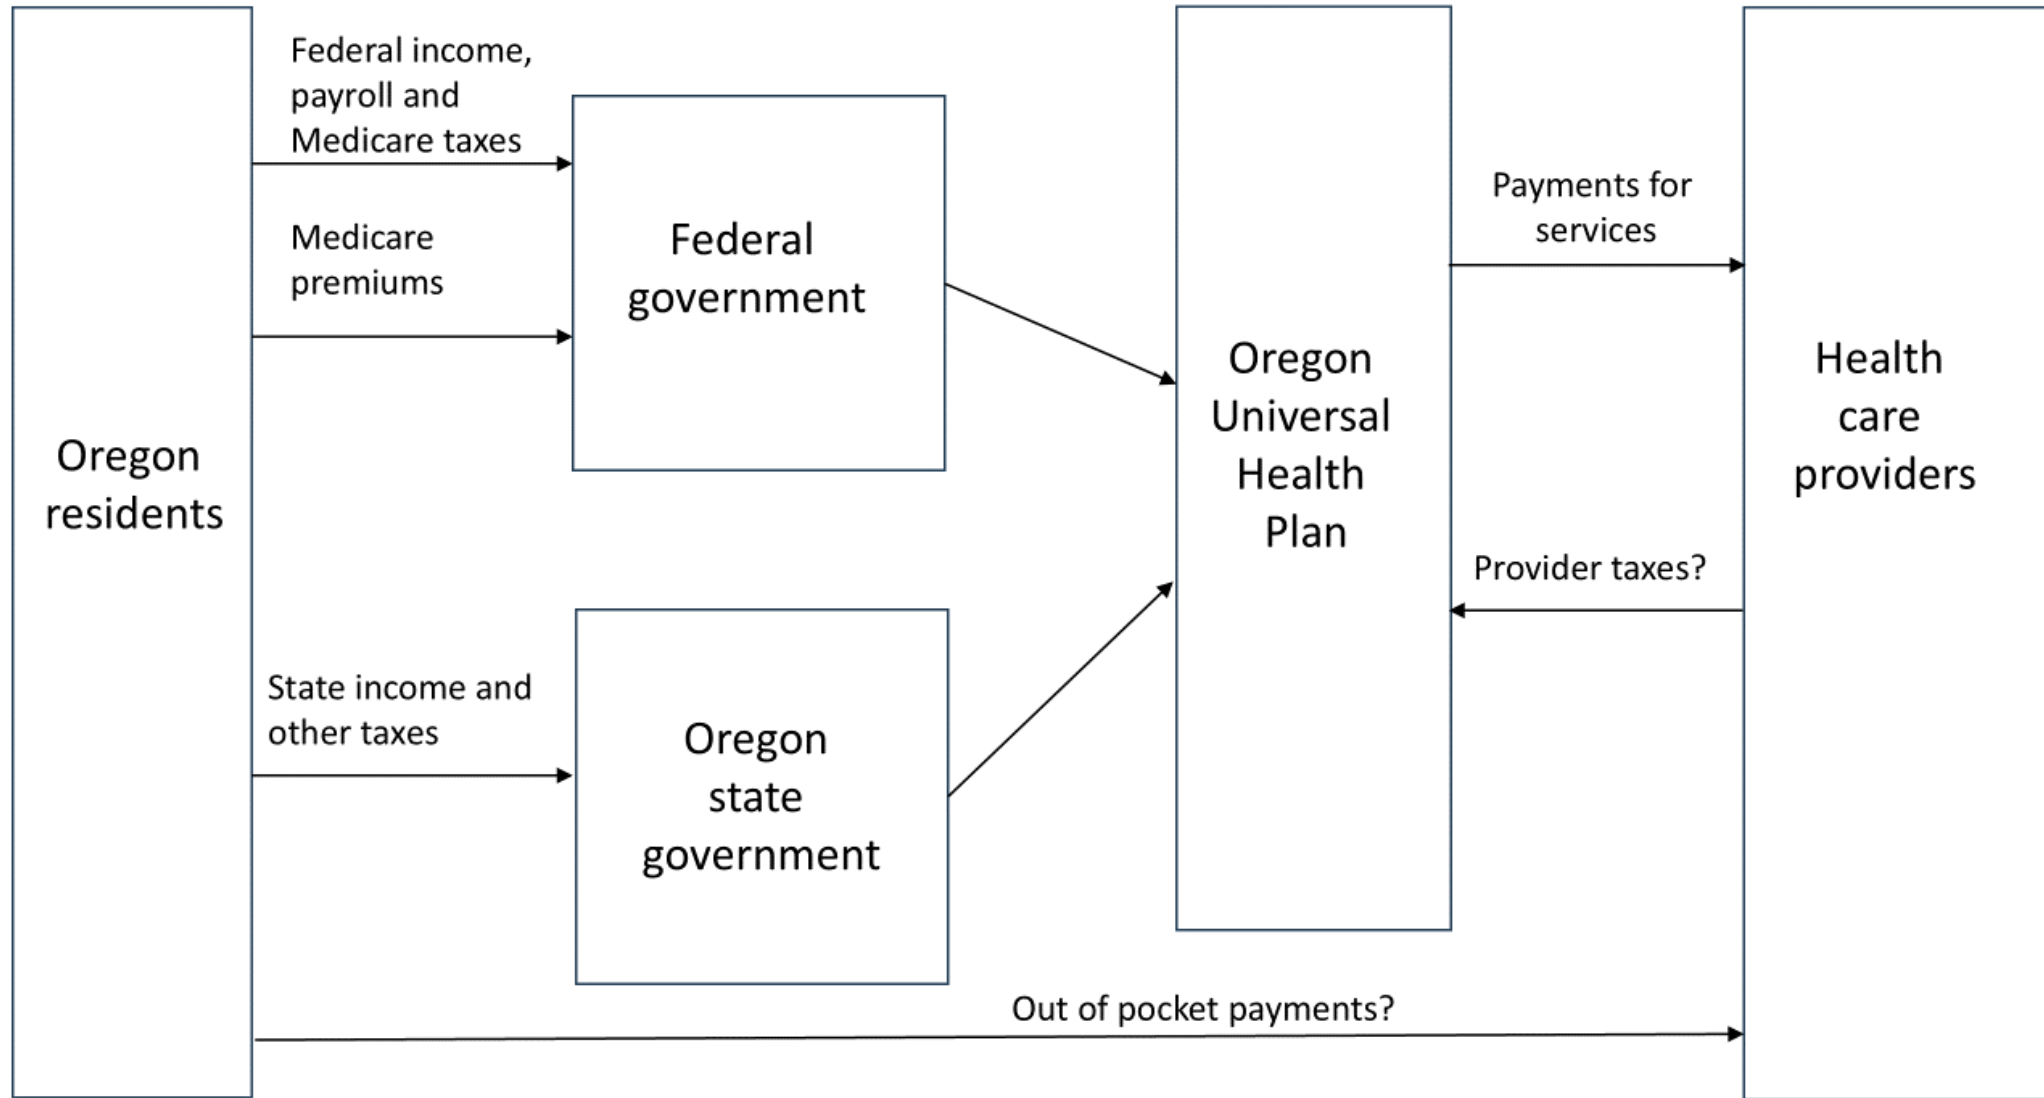 Federal income,
payroll and
Medicare taxes
Medicare
premiums
Federal
government
Oregon
residents
State income and
other taxes
Oregon
state
government
Oregon
Universal
Health
Plan
Payments for
services
Provider taxes?
Health
care
providers
Out of pocket payments?